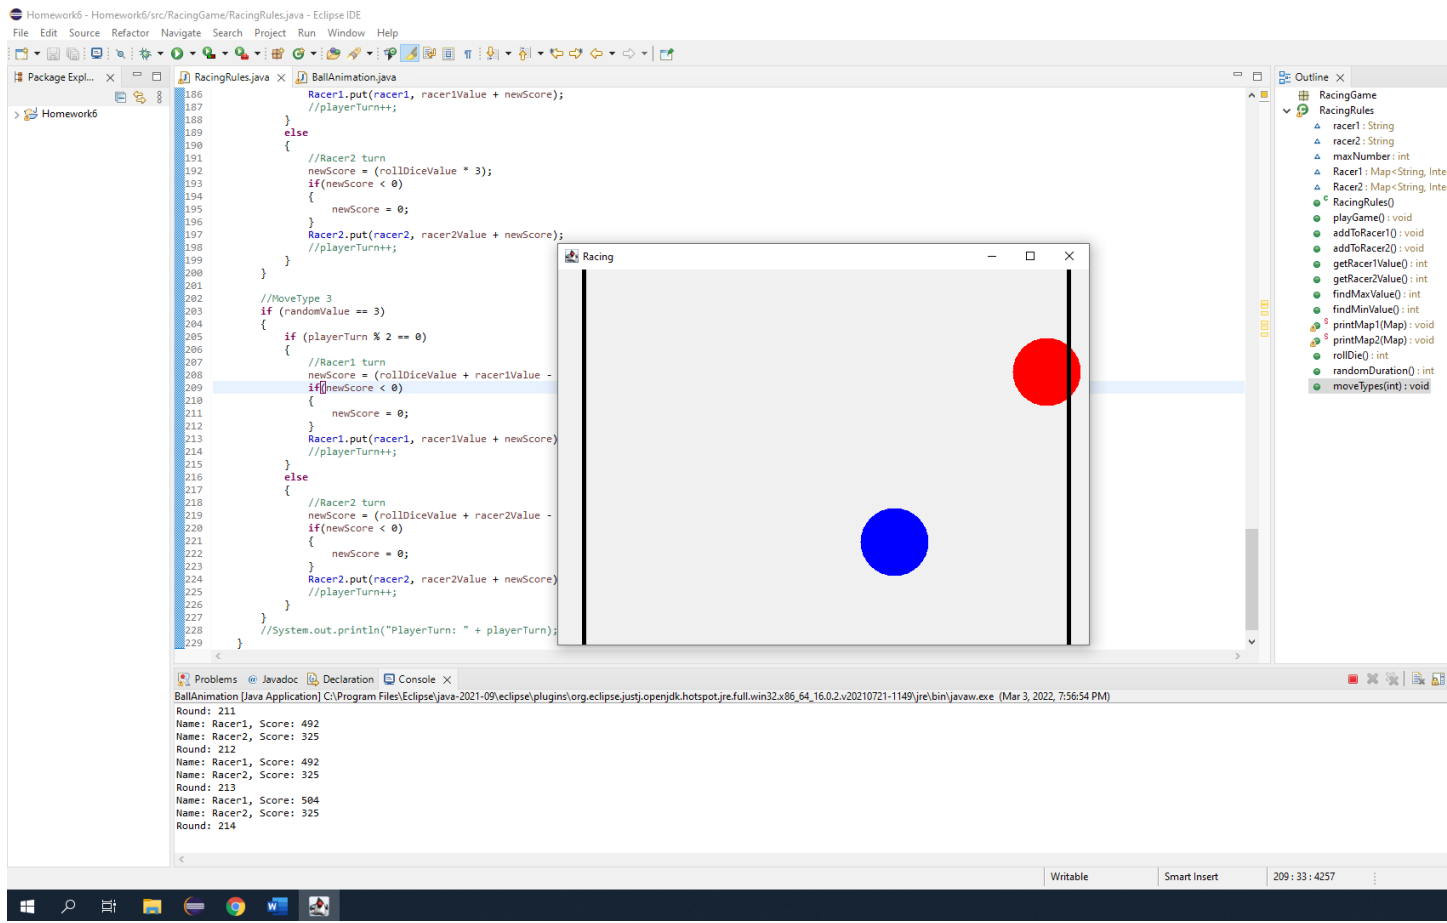 Homework6 - Homework6/src/RacingGame/RacingRules.java - Eclipse IDE
File Edit Source Refactor Navigate Search Project Run Window Help
Package Expl...
RacingRules.java
BallAnimation.java
Outline
Homework6
186 Racer1.put(racer1, racer1Value + newScore);
187 //playerTurn++;
188 }
189 else
190 {
191 //Racer2 turn
192 newScore = (rollDiceValue * 3);
193 if(newScore < 0)
194 {
195 newScore = 0;
196 }
197 Racer2.put(racer2, racer2Value + newScore);
198 //playerTurn++;
199 }
200 }
201
202 //MoveType 3
203 if (randomValue == 3)
204 {
205 if (playerTurn % 2 == 0)
206 {
207 //Racer1 turn
208 newScore = (rollDiceValue + racer1Value -
209 if(newScore < 0)
210 {
211 newScore = 0;
212 }
213 Racer1.put(racer1, racer1Value + newScore)
214 //playerTurn++;
215 }
216 else
217 {
218 //Racer2 turn
219 newScore = (rollDiceValue + racer2Value -
220 if(newScore < 0)
221 {
222 newScore = 0;
223 }
224 Racer2.put(racer2, racer2Value + newScore)
225 //playerTurn++;
226 }
227 }
228 //System.out.println("PlayerTurn: " + playerTurn);
229 }
Racing
RacingGame
RacingRules
racer1 : String
racer2 : String
maxNumber : int
Racer1 : Map<String, Inte
Racer2 : Map<String, Inte
RacingRules()
playGame() : void
addToRacer1() : void
addToRacer2() : void
getRacer1Value() : int
getRacer2Value() : int
findMaxValue() : int
findMinValue() : int
printMap1(Map) : void
printMap2(Map) : void
rollDie() : int
randomDuration() : int
moveTypes(int) : void
Problems @ Javadoc Declaration Console
BallAnimation [Java Application] C:\Program Files\Eclipse\java-2021-09\eclipse\plugins\org.eclipse.justj.openjdk.hotspot.jre.full.win32.x86_64_16.0.2.v20210721-1149\jre\bin\javaw.exe (Mar 3, 2022, 7:56:54 PM)
Round: 211
Name: Racer1, Score: 492
Name: Racer2, Score: 325
Round: 212
Name: Racer1, Score: 492
Name: Racer2, Score: 325
Round: 213
Name: Racer1, Score: 504
Name: Racer2, Score: 325
Round: 214
Writable
Smart Insert
209 : 33 : 4257